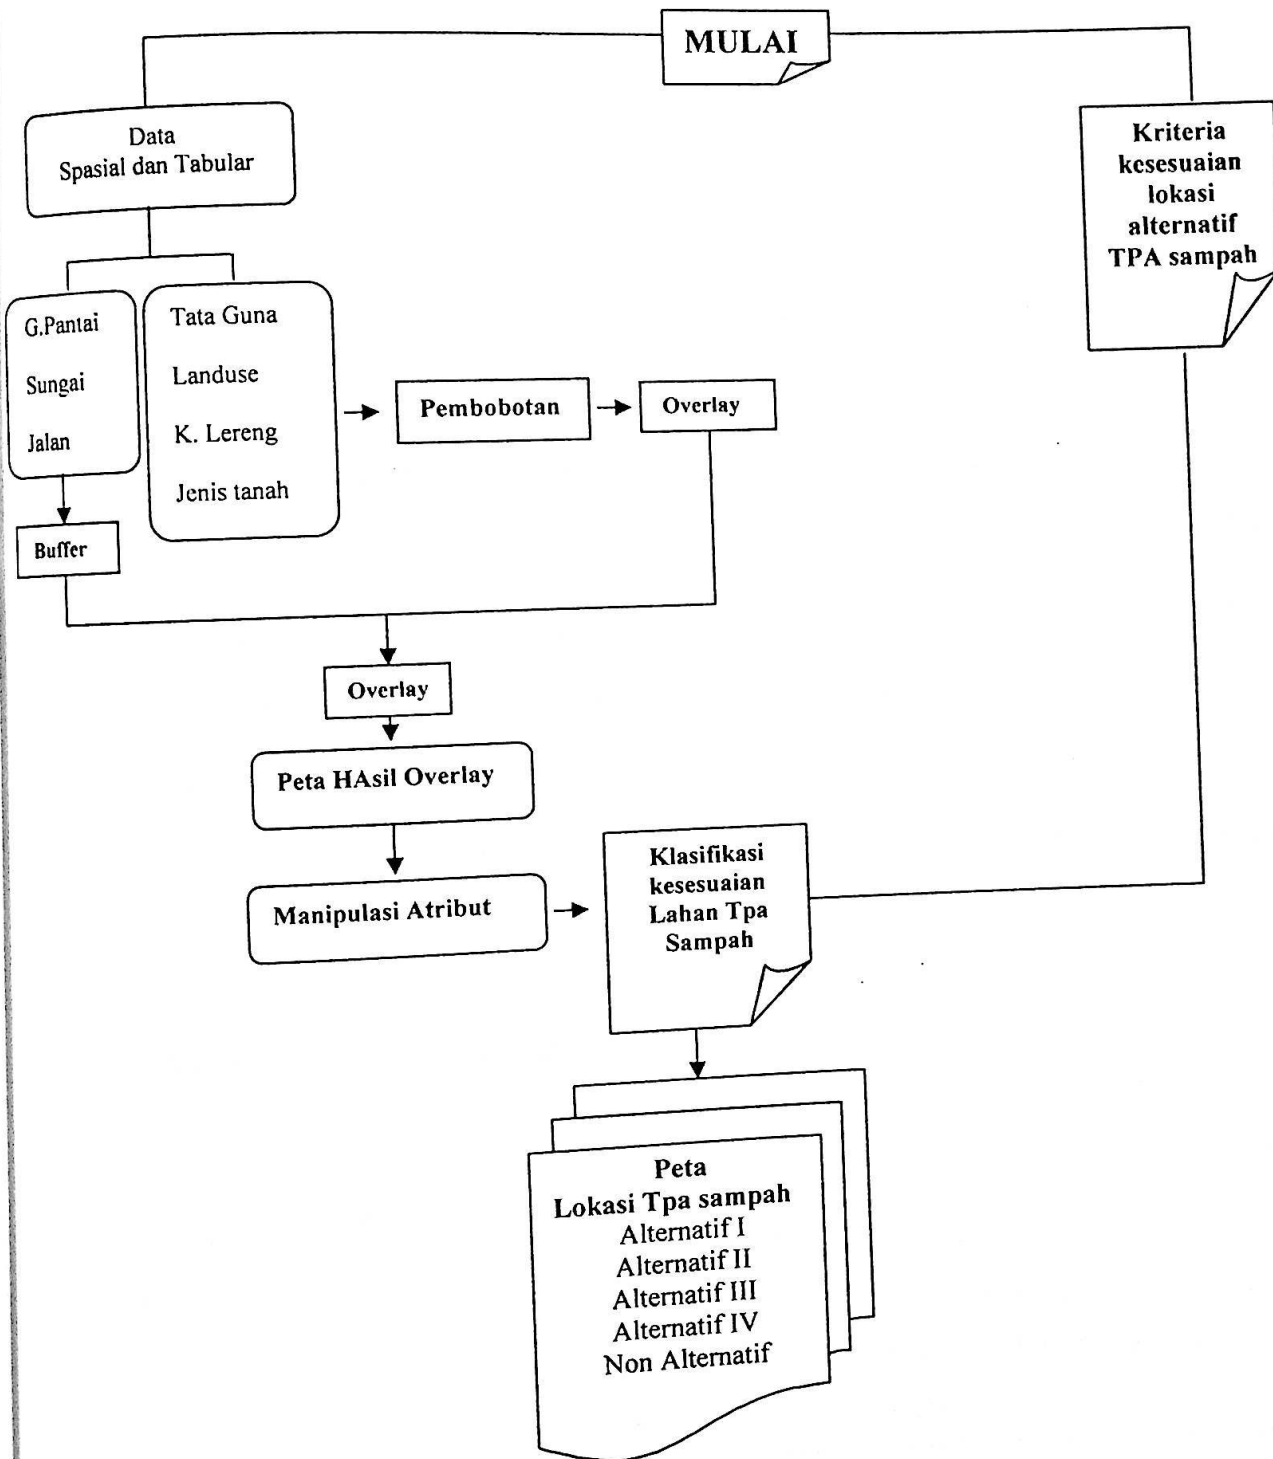 MULAI
Data
Spasial dan Tabular
Kriteria
kesesuaian
lokasi
alternatif
TPA sampah
G.Pantai
Sungai
Jalan
Tata Guna
Landuse
K. Lereng
Jenis tanah
Pembobotan
Overlay
Buffer
Overlay
Peta HAsil Overlay
Manipulasi Atribut
Klasifikasi
kesesuaian
Lahan Tpa
Sampah
Peta
Lokasi Tpa sampah
Alternatif I
Alternatif II
Alternatif III
Alternatif IV
Non Alternatif